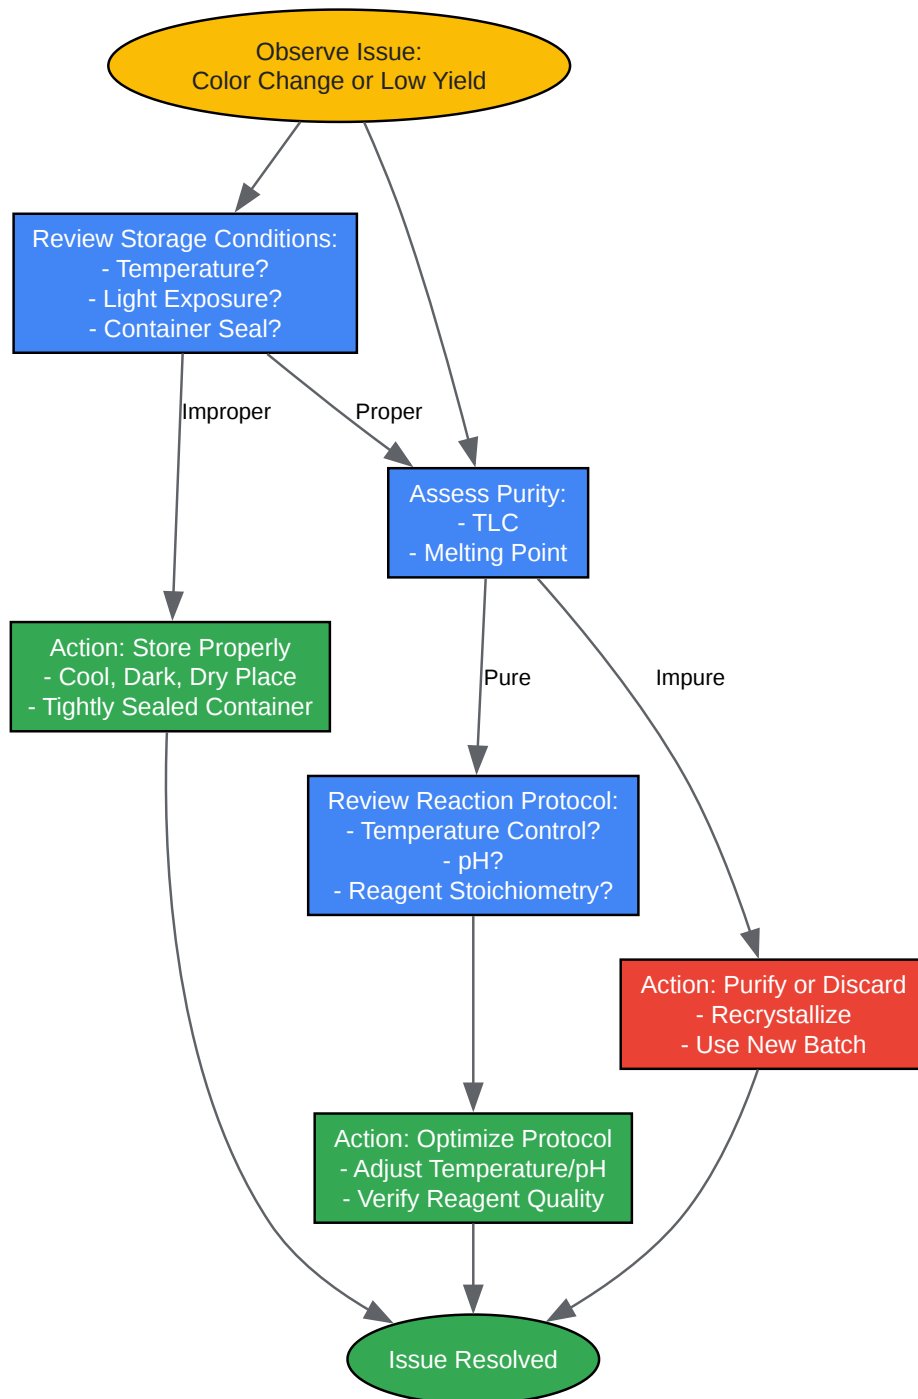 Observe Issue:
Color Change or Low Yield
Review Storage Conditions:
- Temperature?
- Light Exposure?
- Container Seal?
Improper
Proper
Assess Purity:
- TLC
- Melting Point
Action: Store Properly
- Cool, Dark, Dry Place
- Tightly Sealed Container
Pure
Impure
Review Reaction Protocol:
- Temperature Control?
- pH?
- Reagent Stoichiometry?
Action: Purify or Discard
- Recrystallize
- Use New Batch
Action: Optimize Protocol
- Adjust Temperature/pH
- Verify Reagent Quality
Issue Resolved